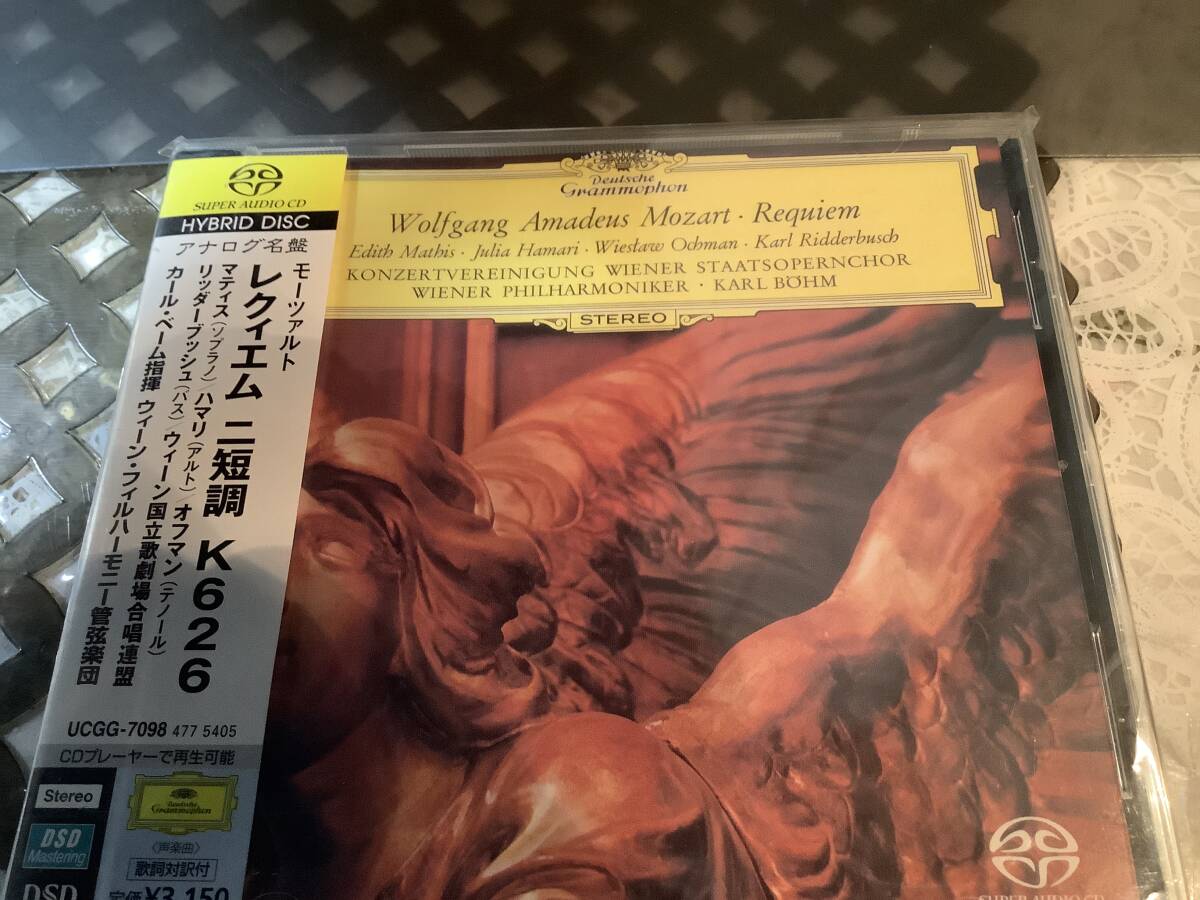 SUPER AUDIO CD
HYBRID DISC
アナログ名盤
モーツァルト
レクィエム ニ短調 K626
マティス(ソプラノ)/ハマリ(アルト)/オフマン(テノール)
リッダーブッシュ(バス)/ウィーン国立歌劇場合唱連盟
カール・ベーム指揮 ウィーン・フィルハーモニー管弦楽団
UCGG-7098 477 5405
CDプレーヤーで再生可能
Stereo
DSD
Mastering
DSD
Deutsche
Grammophon
〈声楽曲〉
歌詞対訳付
定価¥3,150
Deutsche
Grammophon
Wolfgang Amadeus Mozart · Requiem
Edith Mathis · Julia Hamari · Wiesław Ochman · Karl Ridderbusch
KONZERTVEREINIGUNG WIENER STAATSOPERNCHOR
WIENER PHILHARMONIKER · KARL BÖHM
STEREO
SUPER AUDIO CD